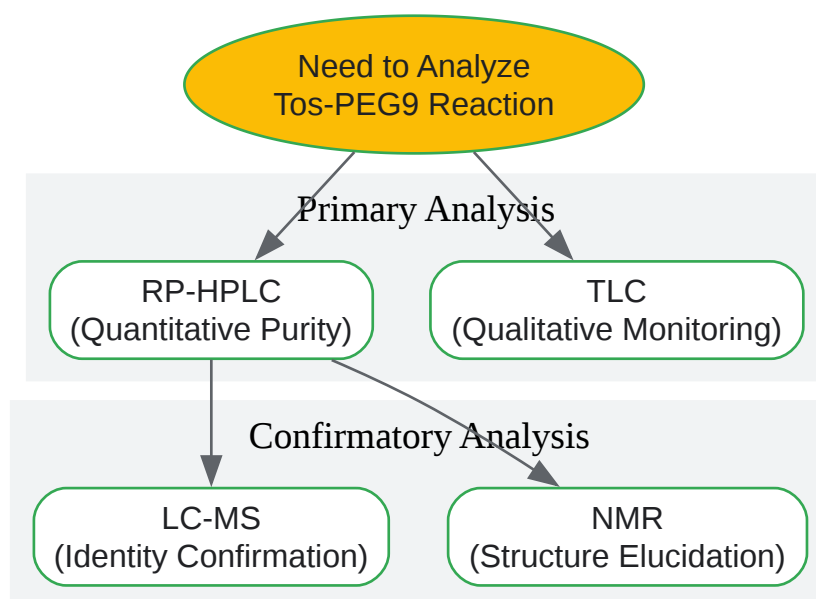 Need to Analyze
Tos-PEG9 Reaction
Primary Analysis
RP-HPLC
(Quantitative Purity)
TLC
(Qualitative Monitoring)
Confirmatory Analysis
LC-MS
(Identity Confirmation)
NMR
(Structure Elucidation)